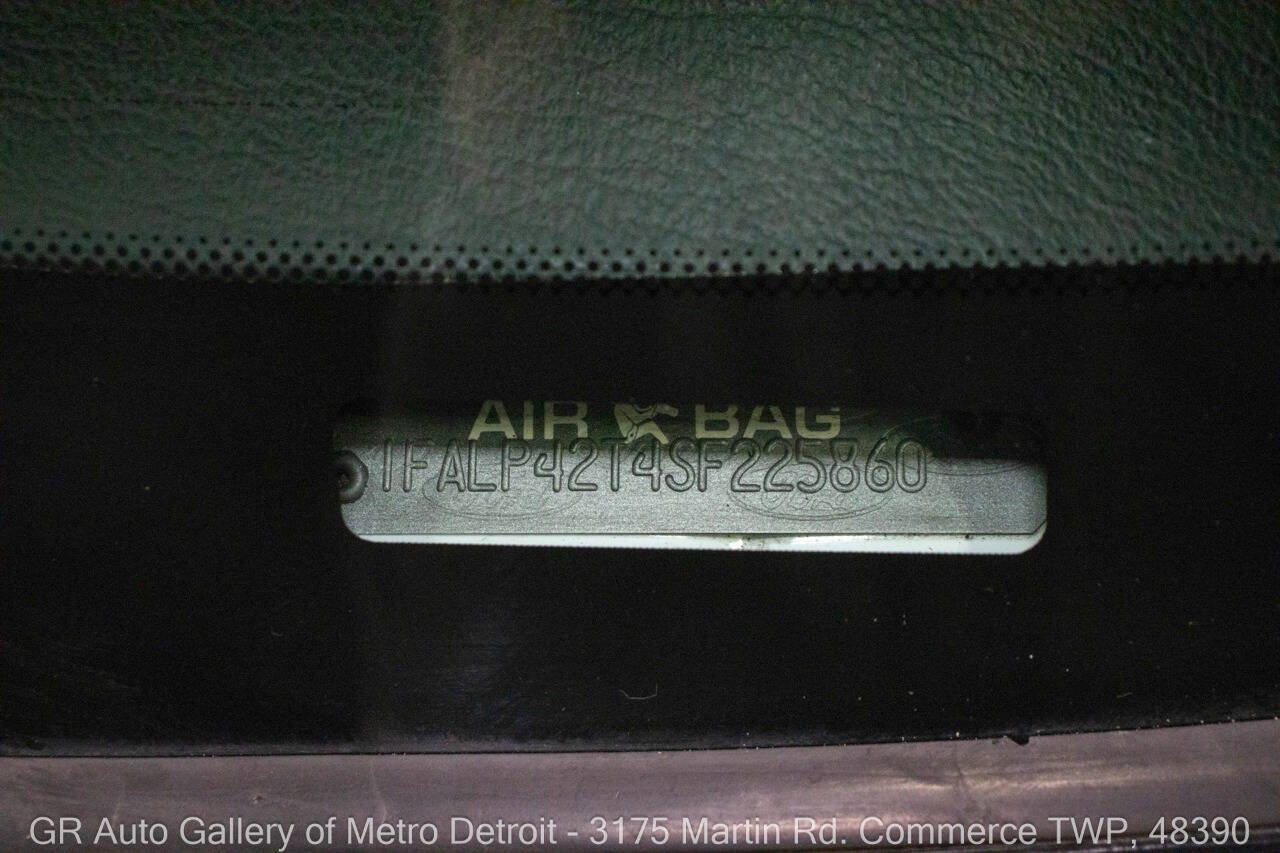 AIR BAG
1FALP42T4SF225860
GR Auto Gallery of Metro Detroit - 3175 Martin Rd. Commerce TWP, 48390